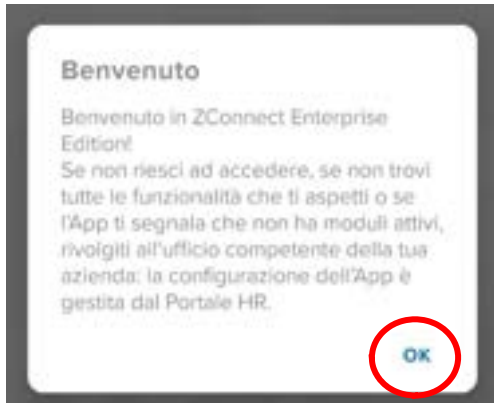 Benvenuto
Benvenuto in ZConnect Enterprise
Edition!
Se non riesci ad accedere, se non trovi
tutte le funzionalità che ti aspetti o se
l'App ti segnala che non ha moduli attivi,
rivolgiti all'ufficio competente della tua
azienda: la configurazione dell'App è
gestita dal Portale HR.
OK